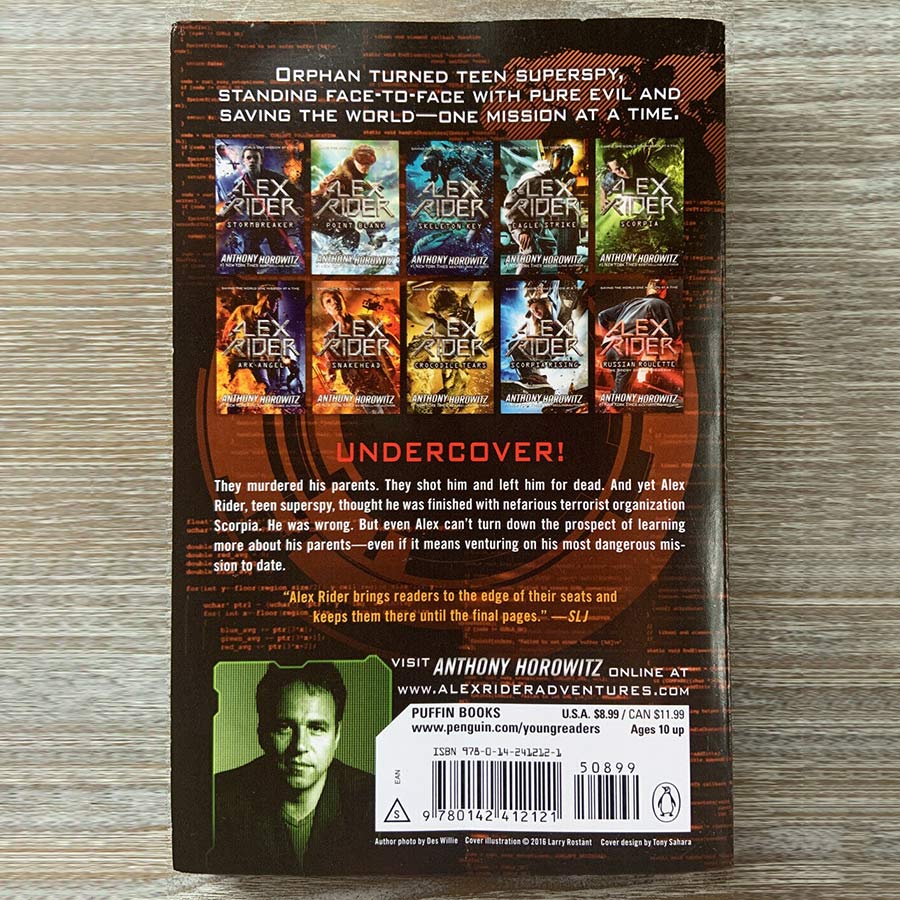 ORPHAN TURNED TEEN SUPERSPY,
STANDING FACE-TO-FACE WITH PURE EVIL AND
SAVING THE WORLD—ONE MISSION AT A TIME.
ALEX RIDER
STORMBREAKER
ANTHONY HOROWITZ
ALEX RIDER
POINT BLANK
ANTHONY HOROWITZ
ALEX RIDER
SKELETON KEY
ANTHONY HOROWITZ
ALEX RIDER
EAGLE STRIKE
ANTHONY HOROWITZ
ALEX RIDER
SCORPIA
ANTHONY HOROWITZ
ALEX RIDER
ARK ANGEL
ANTHONY HOROWITZ
ALEX RIDER
SNAKEHEAD
ANTHONY HOROWITZ
ALEX RIDER
CROCODILE TEARS
ANTHONY HOROWITZ
ALEX RIDER
SCORPIA RISING
ANTHONY HOROWITZ
ALEX RIDER
RUSSIAN ROULETTE
ANTHONY HOROWITZ
UNDERCOVER!
They murdered his parents. They shot him and left him for dead. And yet Alex
Rider, teen superspy, thought he was finished with nefarious terrorist organization
Scorpia. He was wrong. But even Alex can't turn down the prospect of learning
more about his parents—even if it means venturing on his most dangerous mis-
sion to date.
"Alex Rider brings readers to the edge of their seats and
keeps them there until the final pages." —SLJ
VISIT ANTHONY HOROWITZ ONLINE AT
WWW.ALEXRIDERADVENTURES.COM
PUFFIN BOOKS U.S.A. $8.99 / CAN $11.99
www.penguin.com/youngreaders Ages 10 up
ISBN 978-0-14-241212-1
50899
EAN
S
9 780142 412121
Author photo by Des Willie Cover illustration © 2016 Larry Rostant Cover design by Tony Sahara